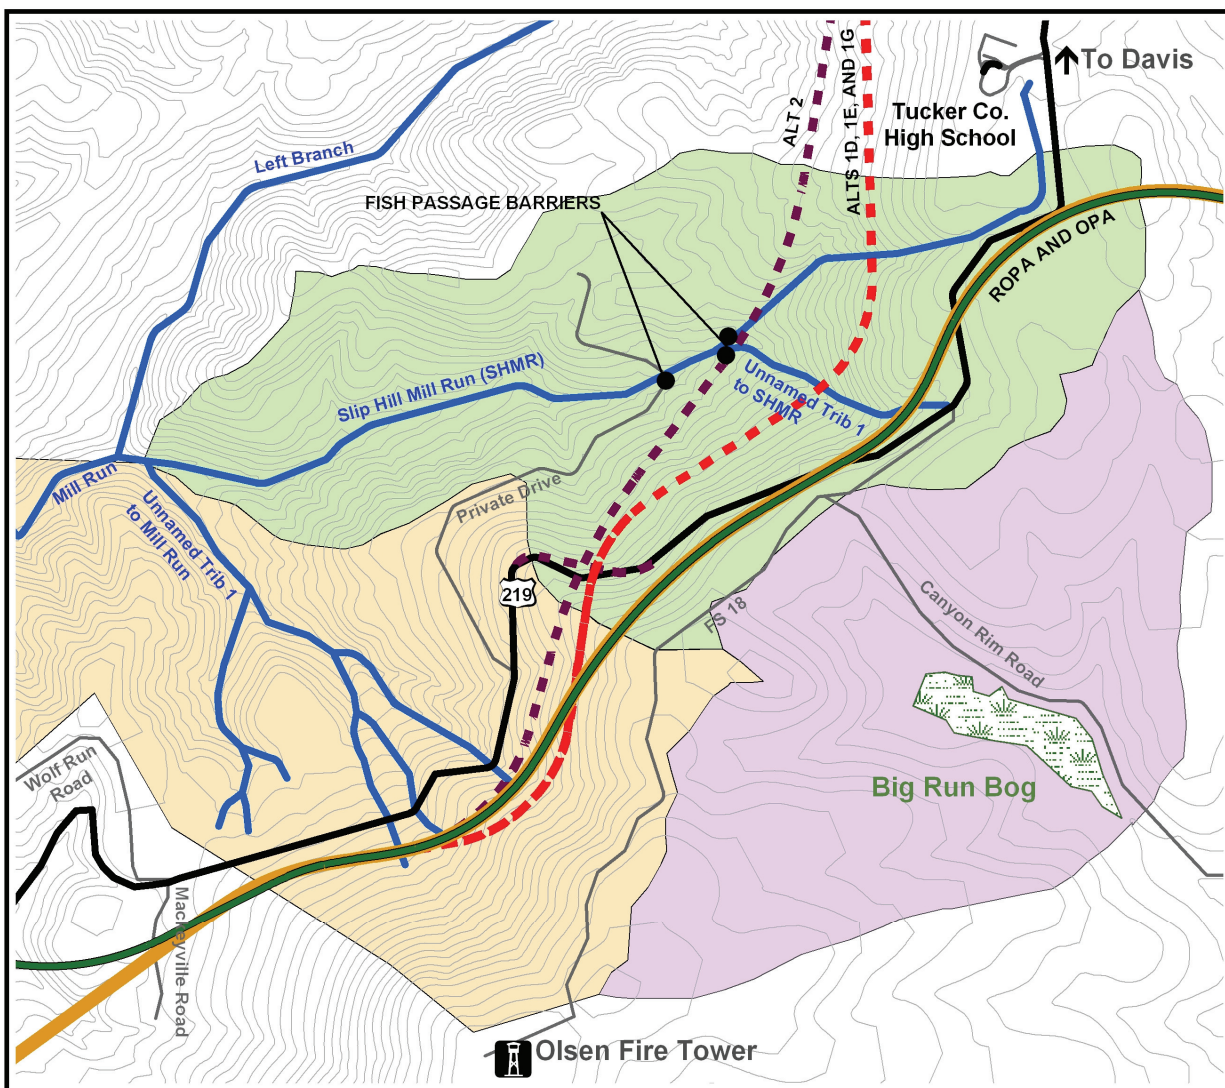 To Davis
ALT 2
ALTS 1D, 1E, AND 1G
Tucker Co.
High School
Left Branch
FISH PASSAGE BARRIERS
ROPA AND OPA
Slip Hill Mill Run (SHMR)
Unnamed Trib 1
to SHMR
Mill Run
Unnamed Trib 1
to Mill Run
Private Drive
219
FS 18
Canyon Rim Road
Wolf Run
Road
Big Run Bog
Mackeyville Road
Olsen Fire Tower